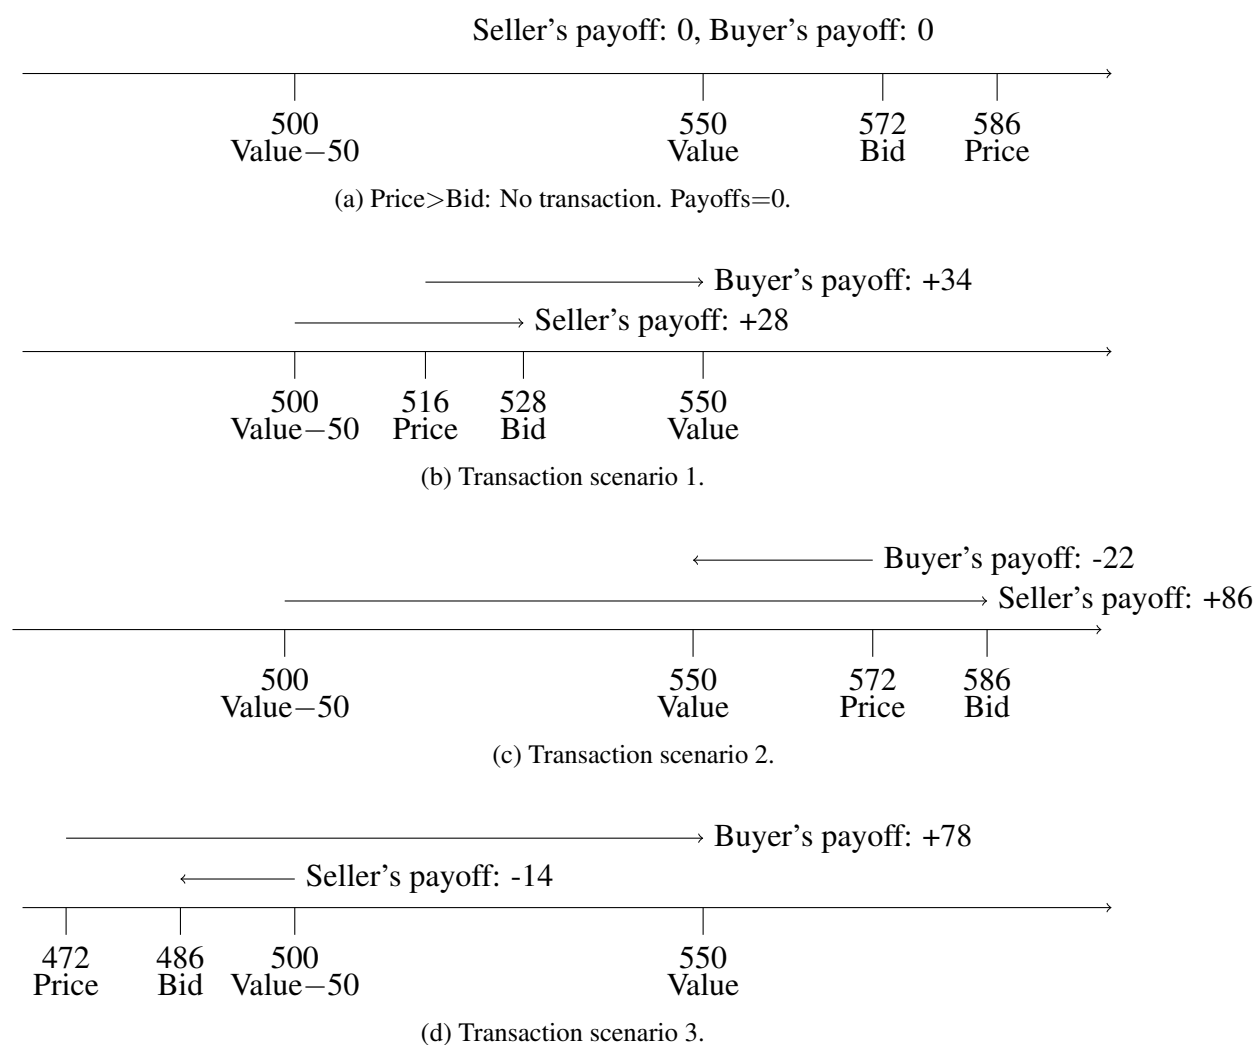 Seller's payoff: 0, Buyer's payoff: 0
500 550 572 586
Value−50 Value Bid Price
(a) Price>Bid: No transaction. Payoffs=0.
Buyer's payoff: +34
Seller's payoff: +28
500 516 528 550
Value−50 Price Bid Value
(b) Transaction scenario 1.
Buyer's payoff: -22
Seller's payoff: +86
500 550 572 586
Value−50 Value Price Bid
(c) Transaction scenario 2.
Buyer's payoff: +78
Seller's payoff: -14
472 486 500 550
Price Bid Value−50 Value
(d) Transaction scenario 3.